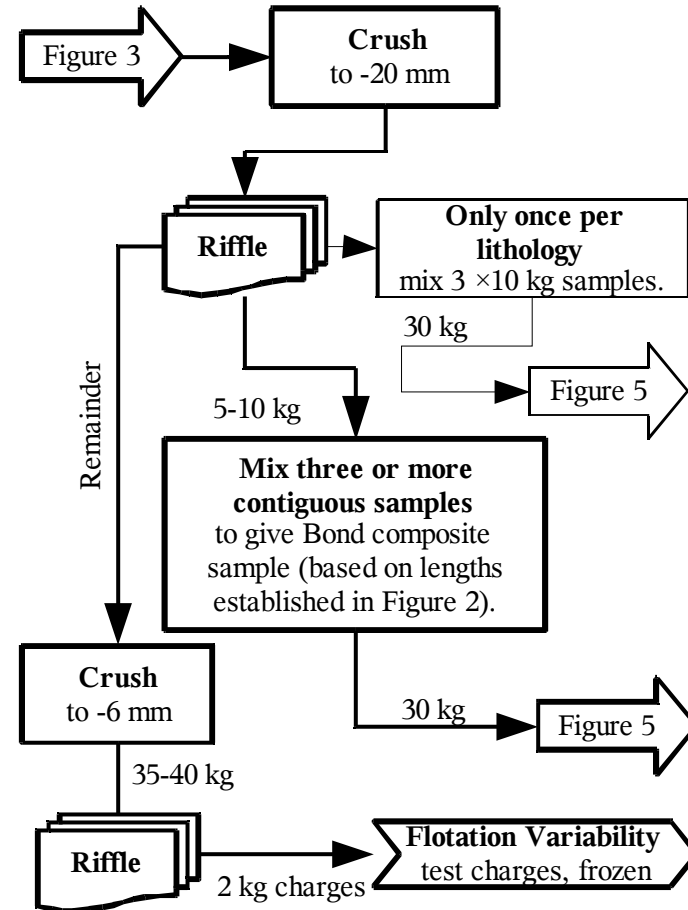 Figure 3
Crush
to -20 mm
Riffle
Only once per
lithology
mix 3 ×10 kg samples.
30 kg
Figure 5
Remainder
5-10 kg
Mix three or more
contiguous samples
to give Bond composite
sample (based on lengths
established in Figure 2).
Crush
to -6 mm
30 kg
Figure 5
35-40 kg
Riffle
2 kg charges
Flotation Variability
test charges, frozen